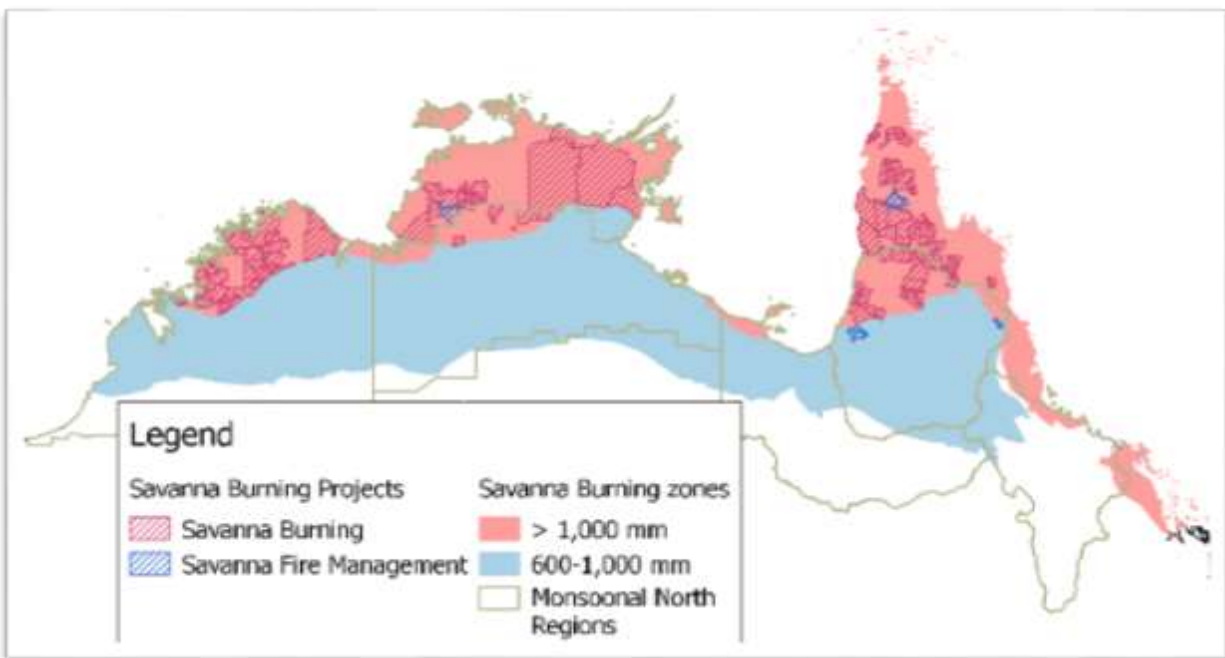 Legend
Savanna Burning Projects
Savanna Burning
Savanna Fire Management
Savanna Burning zones
> 1,000 mm
600-1,000 mm
Monsoonal North
Regions